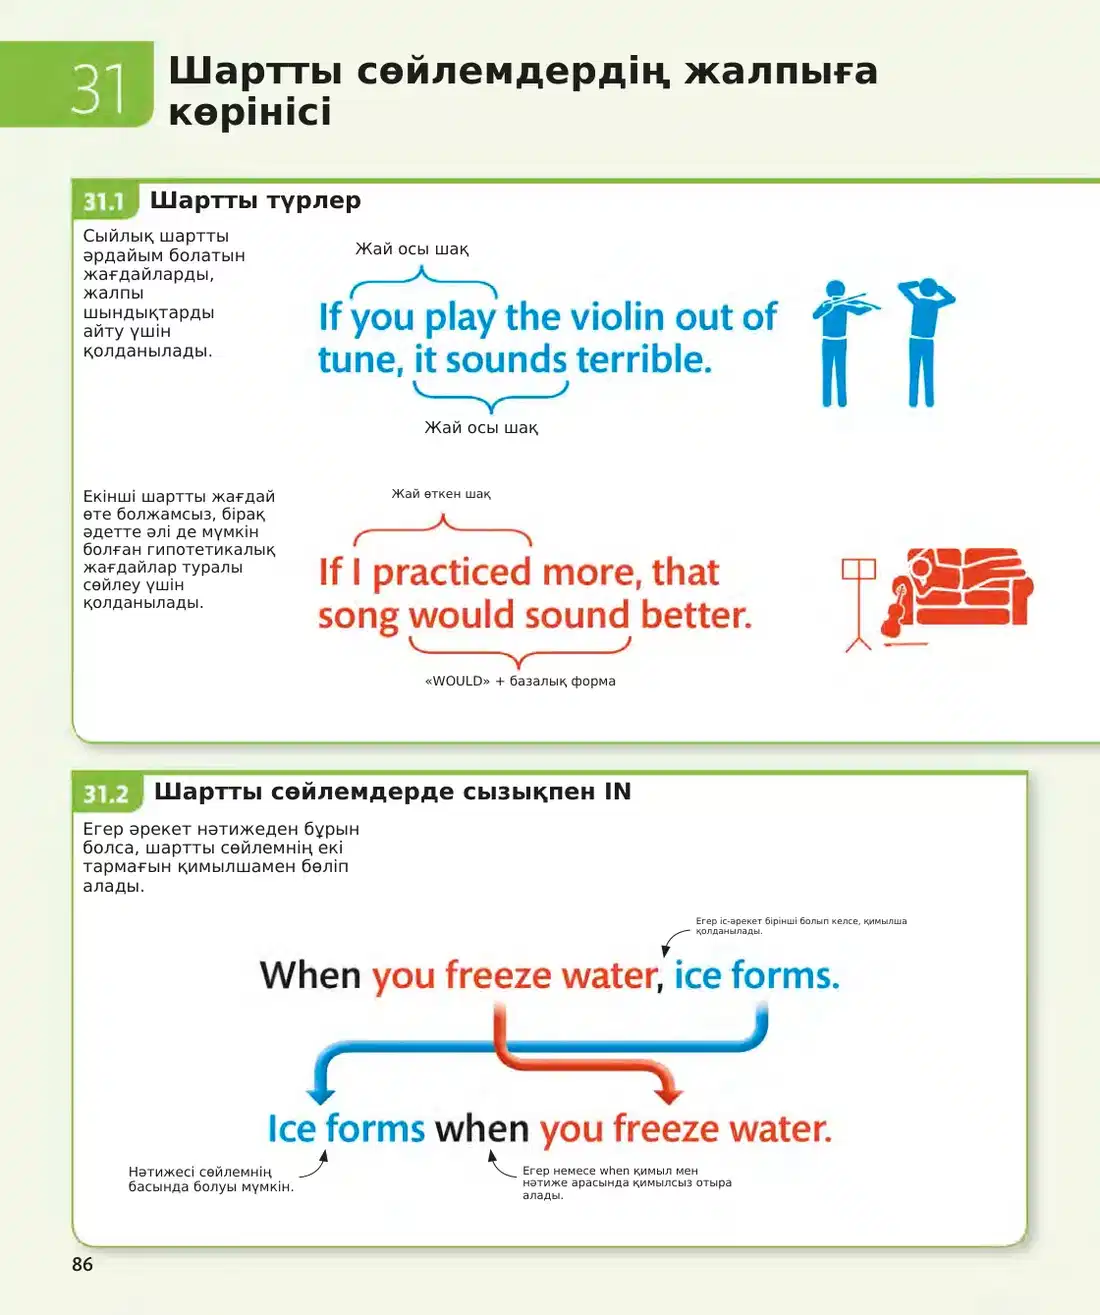 31
Шартты сөйлемдердің жалпыға
көрінісі
31.1 Шартты түрлер
Сыйлық шартты
әрдайым болатын
жағдайларды,
жалпы
шындықтарды
айту үшін
қолданылады.
Жай осы шақ
If you play the violin out of
tune, it sounds terrible.
Жай осы шақ
Екінші шартты жағдай
өте болжамсыз, бірақ
әдетте әлі де мүмкін
болған гипотетикалық
жағдайлар туралы
сөйлеу үшін
қолданылады.
Жай өткен шақ
If I practiced more, that
song would sound better.
«WOULD» + базалық форма
31.2 Шартты сөйлемдерде сызықпен IN
Егер әрекет нәтижеден бұрын
болса, шартты сөйлемнің екі
тармағын қимылшамен бөліп
алады.
Егер іс-әрекет бірінші болып келсе, қимылша
қолданылады.
When you freeze water, ice forms.
Ice forms when you freeze water.
Нәтижесі сөйлемнің
басында болуы мүмкін.
Егер немесе when қимыл мен
нәтиже арасында қимылсыз отыра
алады.
86